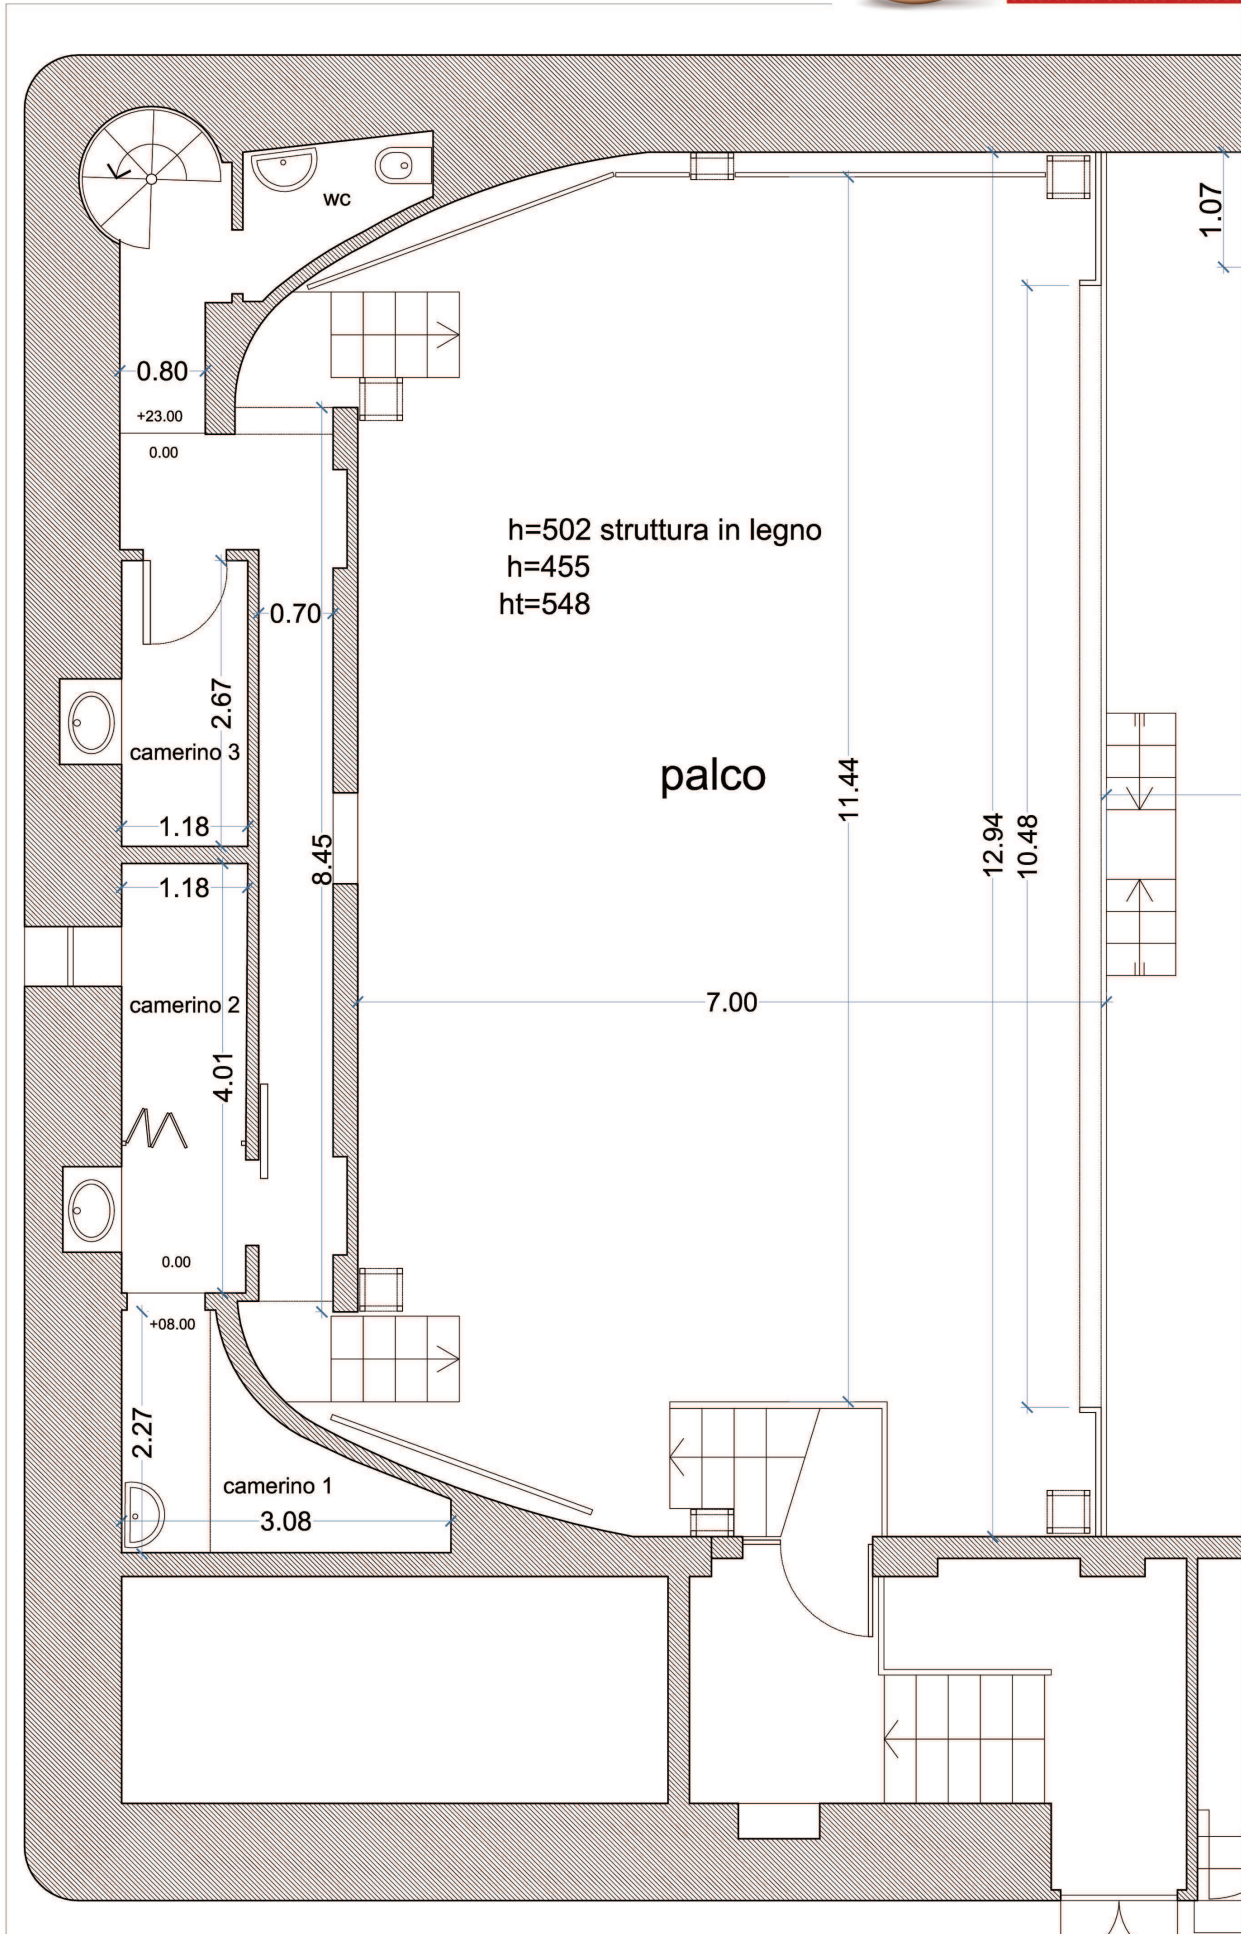 wc
1.07
0.80
+23.00
0.00
h=502 struttura in legno
h=455
ht=548
0.70
2.67
camerino 3
palco
11.44
1.18
8.45
12.94
10.48
1.18
camerino 2
7.00
4.01
0.00
+08.00
2.27
camerino 1
3.08